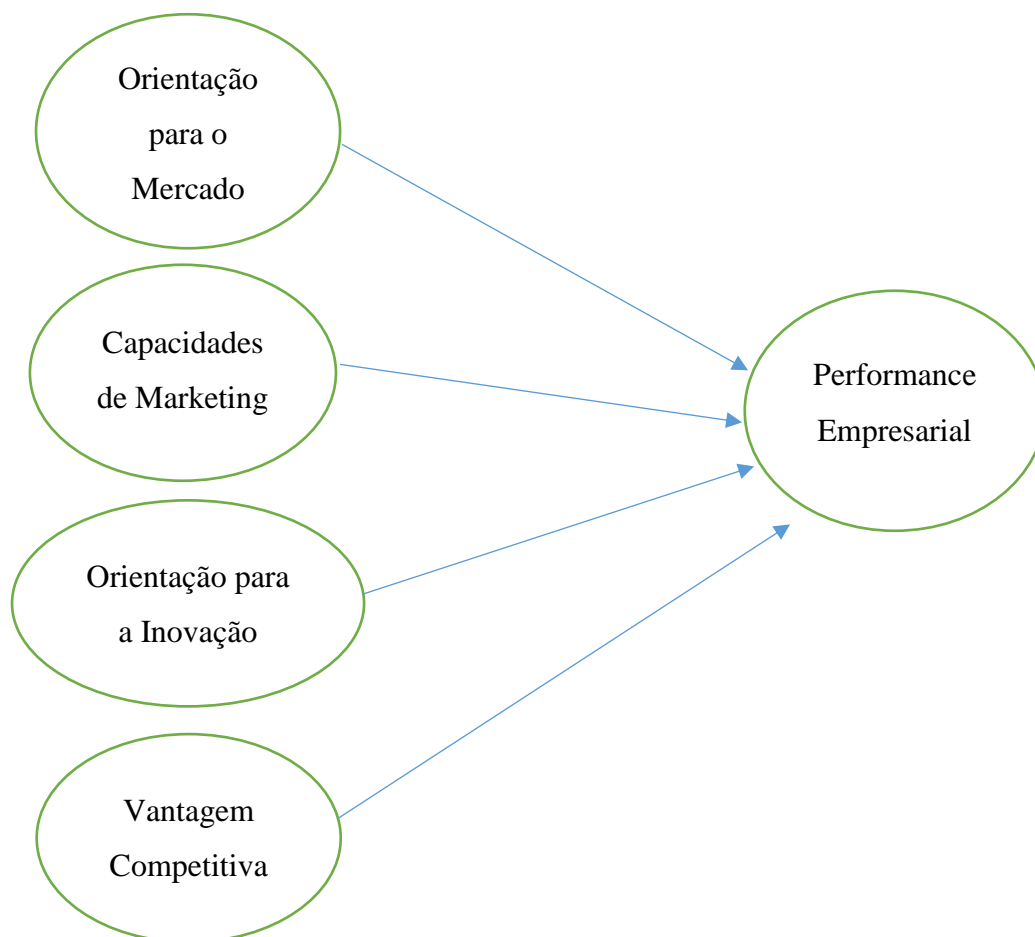 Orientação
para o
Mercado
Capacidades
de Marketing
Performance
Empresarial
Orientação para
a Inovação
Vantagem
Competitiva